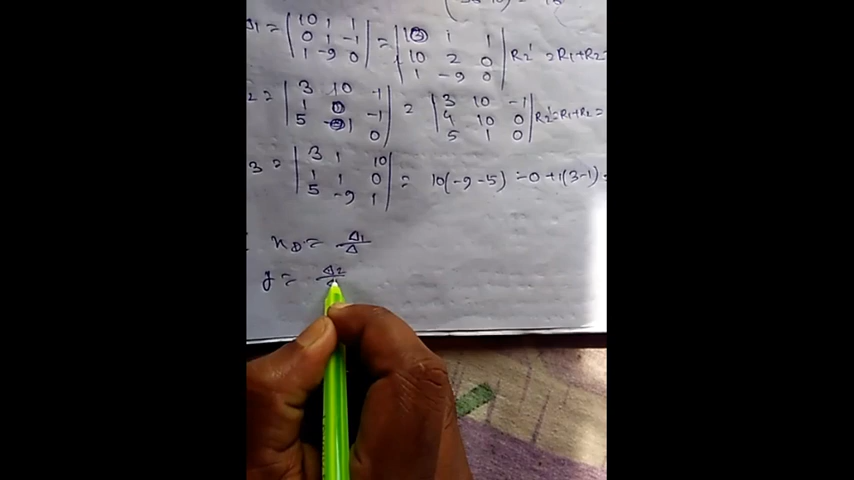 Δ1 = | 10 1 1 | = | 10 1 1 |
| 0 1 -1 | | 10 2 0 | R2' = R1+R2 =
| 1 -9 0 | | 1 -9 0 |
2 = | 3 10 -1 | = | 3 10 -1 |
| 1 0 -1 | | 4 10 0 | R2' = R1+R2 =
| 5 1 0 | | 5 1 0 |
3 = | 3 1 10 |
| 1 1 0 | = 10(-9-5) -0 +1(3-1) =
| 5 -9 1 |
x = Δ1/Δ
y = Δ2/